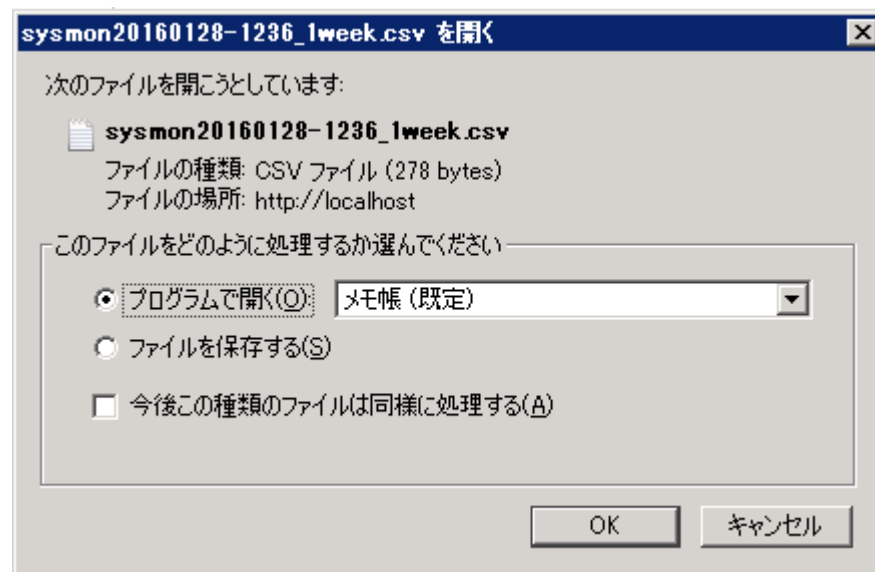 sysmon20160128-1236_1week.csv を開く
次のファイルを開こうとしています:
sysmon20160128-1236_1week.csv
ファイルの種類: CSV ファイル (278 bytes)
ファイルの場所: http://localhost
このファイルをどのように処理するか選んでください
プログラムで開く(O): メモ帳 (既定)
ファイルを保存する(S)
今後この種類のファイルは同様に処理する(A)
OK キャンセル